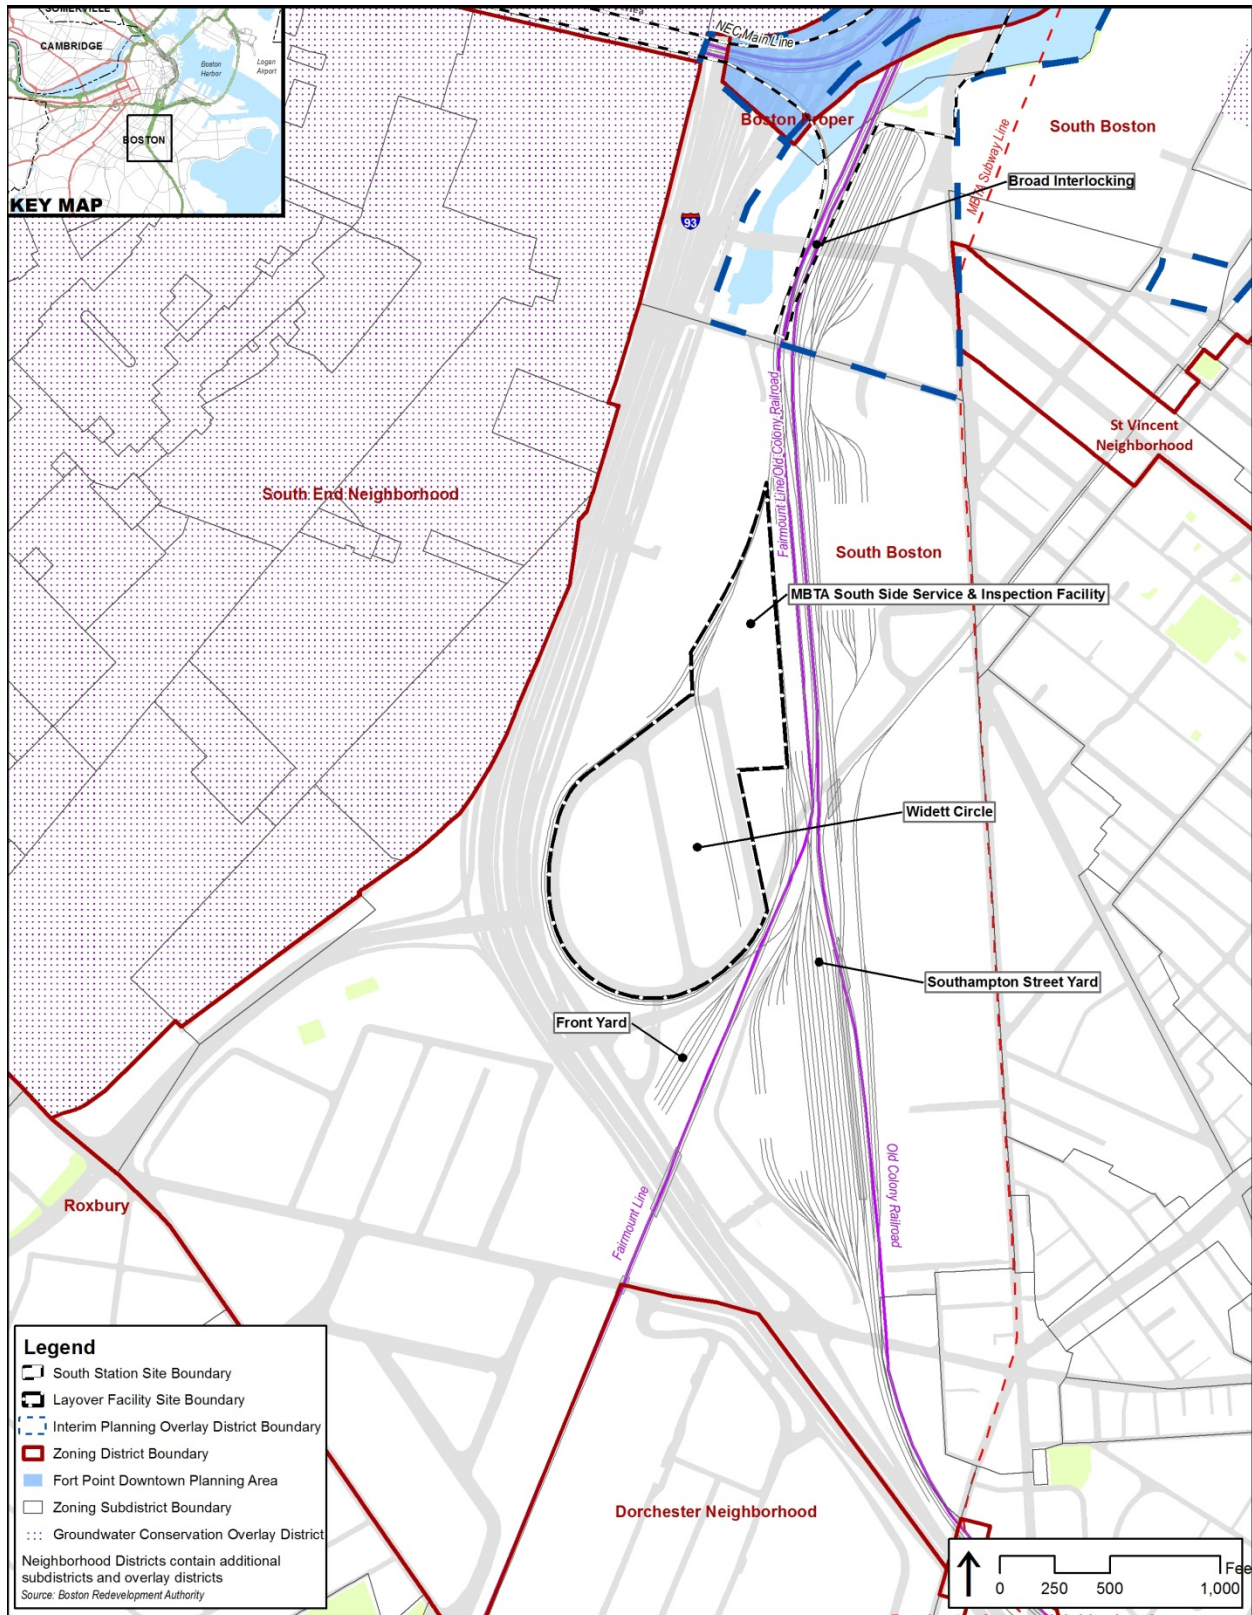 SOMERVILLE
CAMBRIDGE
Boston
Harbor
Logan
Airport
BOSTON
KEY MAP
NEC Main Line
Boston Proper
South Boston
MBTA Subway Line
Broad Interlocking
93
Fairmount Line/Old Colony Railroad
St Vincent
Neighborhood
South End Neighborhood
South Boston
MBTA South Side Service & Inspection Facility
Widett Circle
Southampton Street Yard
Front Yard
Old Colony Railroad
Roxbury
Fairmount Line
Dorchester Neighborhood
Legend
South Station Site Boundary
Layover Facility Site Boundary
Interim Planning Overlay District Boundary
Zoning District Boundary
Fort Point Downtown Planning Area
Zoning Subdistrict Boundary
Groundwater Conservation Overlay District
Neighborhood Districts contain additional
subdistricts and overlay districts
Source: Boston Redevelopment Authority
Fee
0 250 500 1,000